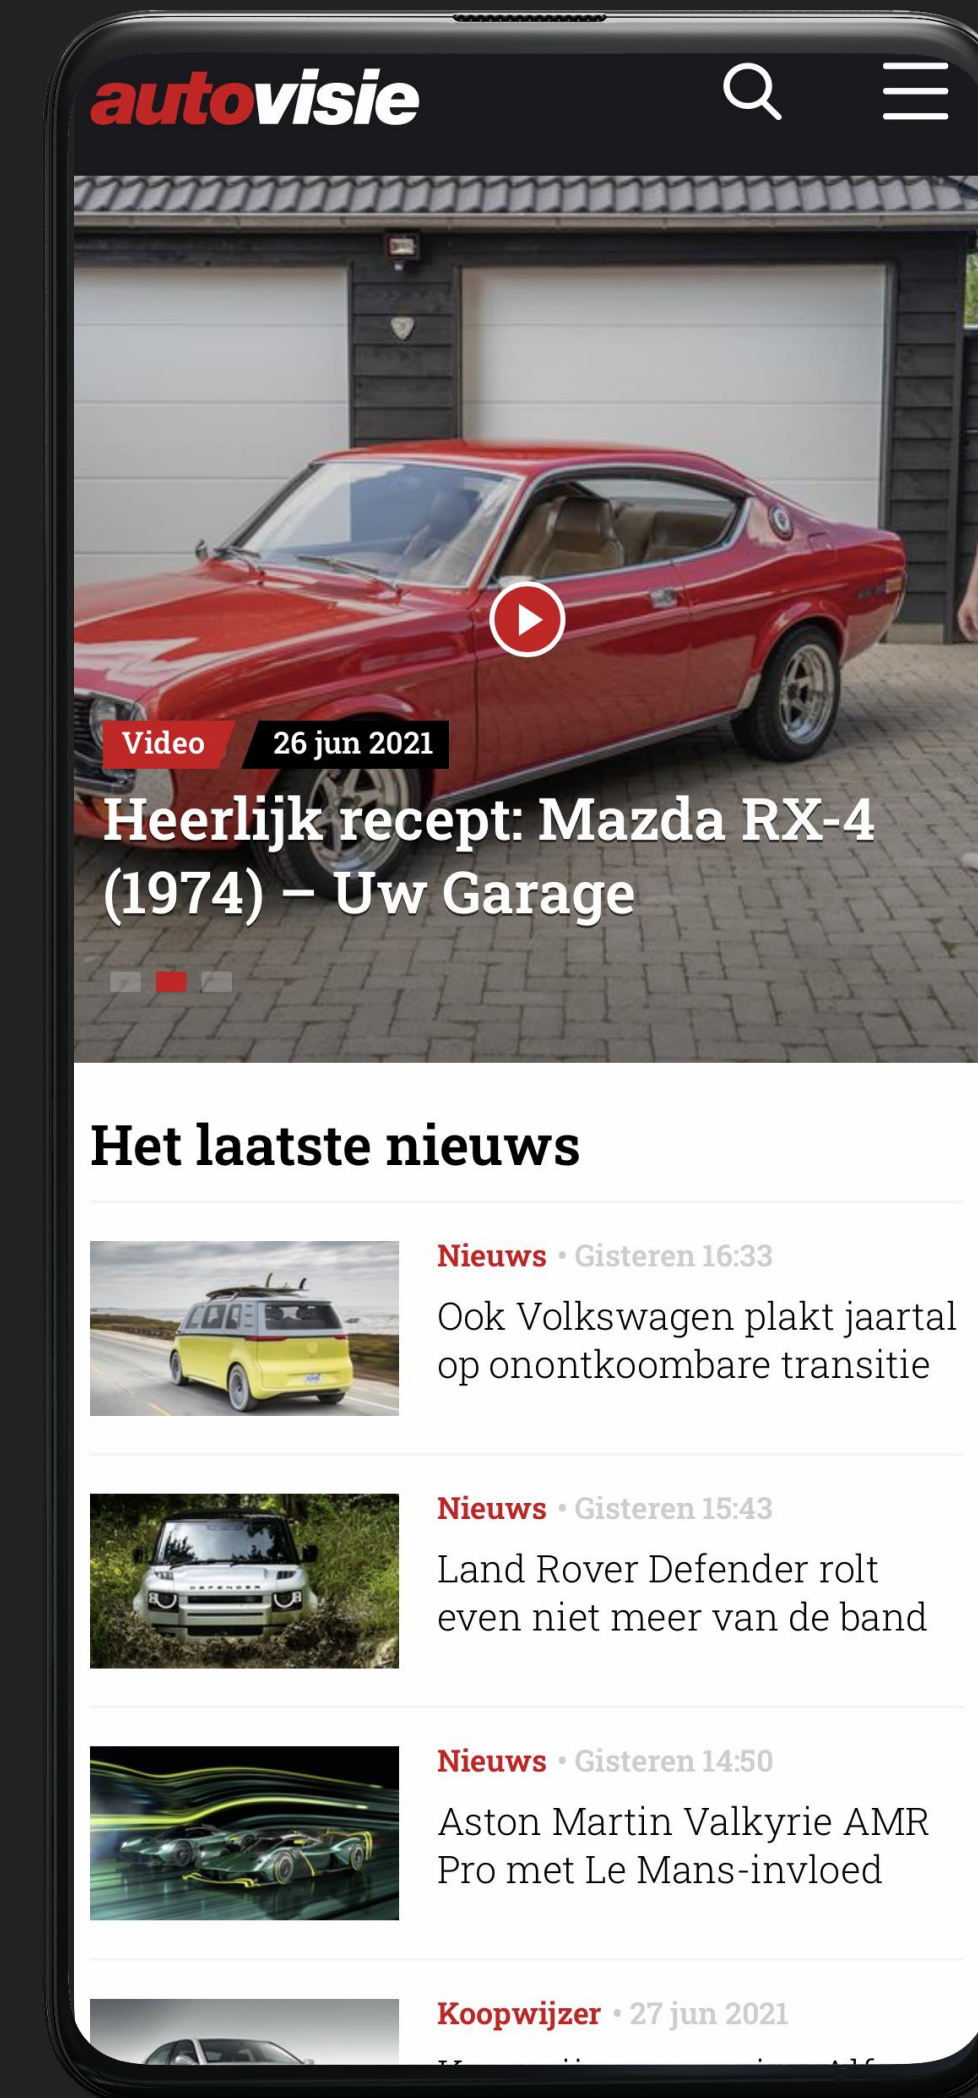 autovisie
Video 26 jun 2021
Heerlijk recept: Mazda RX-4
(1974) – Uw Garage
Het laatste nieuws
Nieuws • Gisteren 16:33
Ook Volkswagen plakt jaartal
op onontkoombare transitie
Nieuws • Gisteren 15:43
DEFENDER
Land Rover Defender rolt
even niet meer van de band
Nieuws • Gisteren 14:50
Aston Martin Valkyrie AMR
Pro met Le Mans-invloed
Koopwijzer • 27 jun 2021